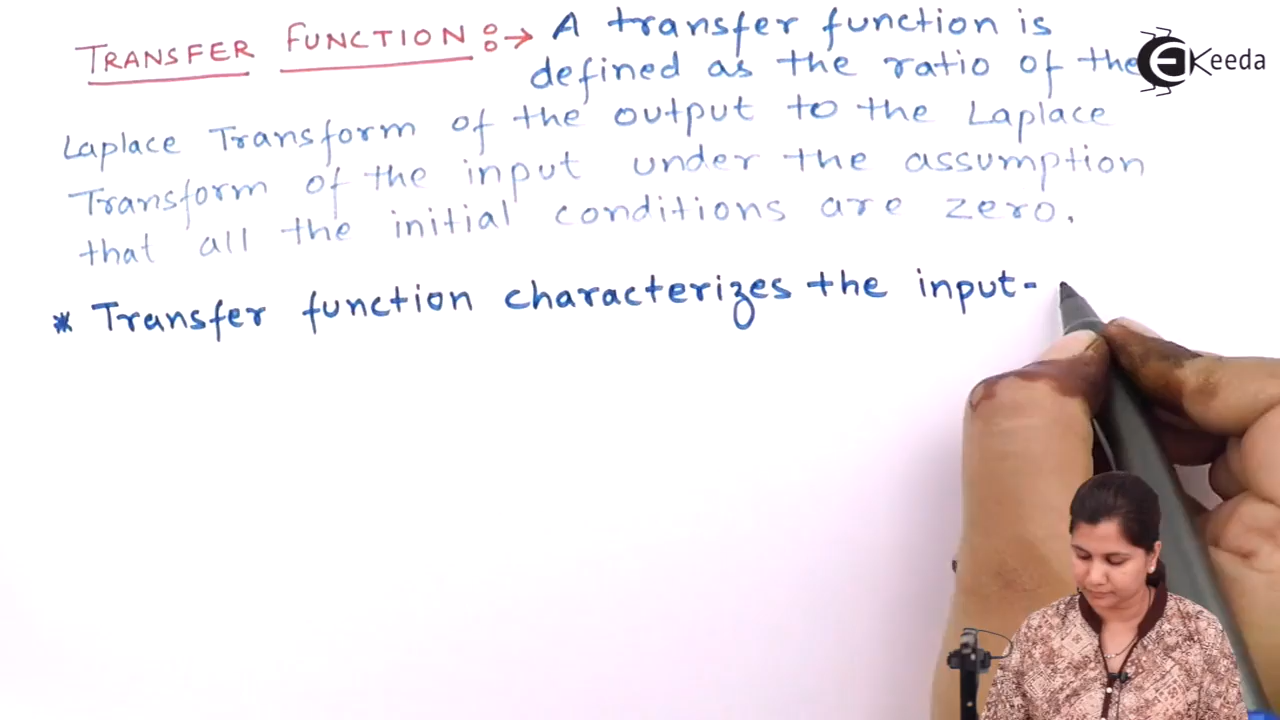 TRANSFER FUNCTION :→ A transfer function is
defined as the ratio of the
Laplace Transform of the output to the Laplace
Transform of the input under the assumption
that all the initial conditions are zero.
* Transfer function characterizes the input-
Keeda